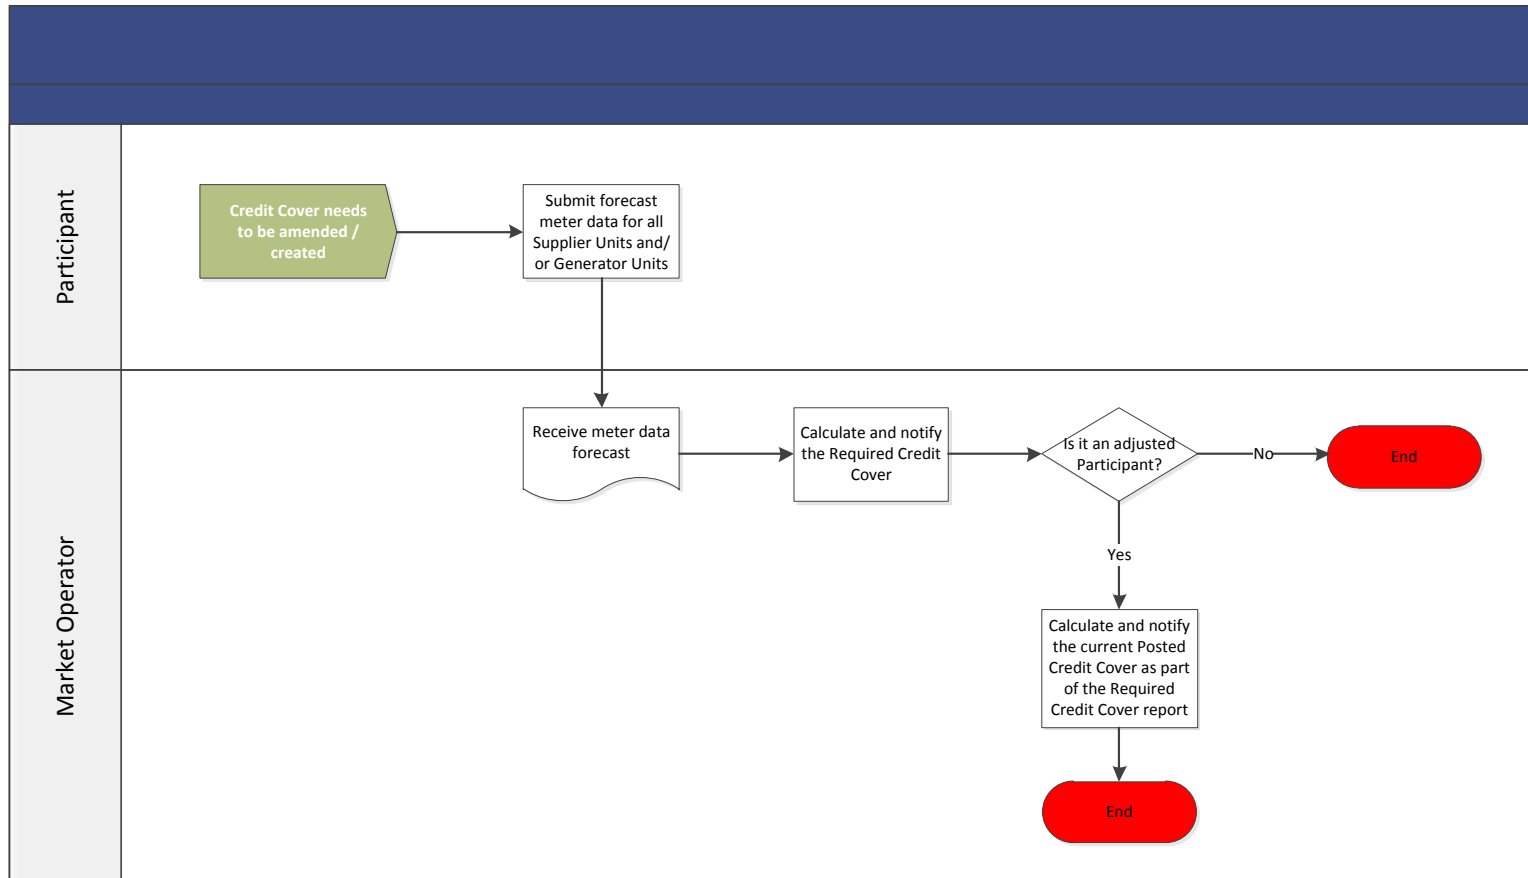 Participant
Credit Cover needs
to be amended /
created
Submit forecast
meter data for all
Supplier Units and/
or Generator Units
Market Operator
Receive meter data
forecast
Calculate and notify
the Required Credit
Cover
Is it an adjusted
Participant?
No
End
Yes
Calculate and notify
the current Posted
Credit Cover as part
of the Required
Credit Cover report
End